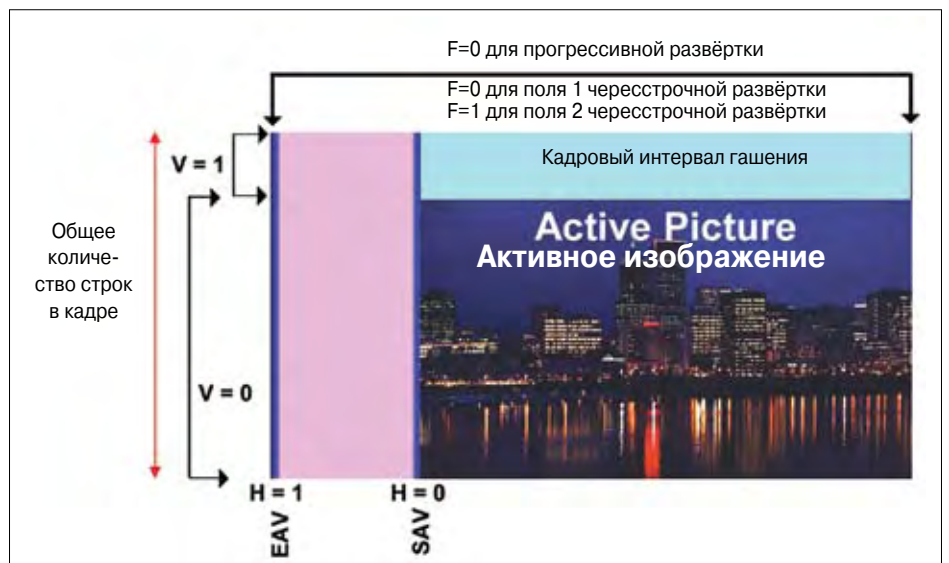 F=0 для прогрессивной развёртки
F=0 для поля 1 чересстрочной развёртки
F=1 для поля 2 чересстрочной развёртки
V = 1
Кадровый интервал гашения
Общее
количе-
ство строк
в кадре
Active Picture
Активное изображение
V = 0
H = 1
H = 0
EAV
SAV